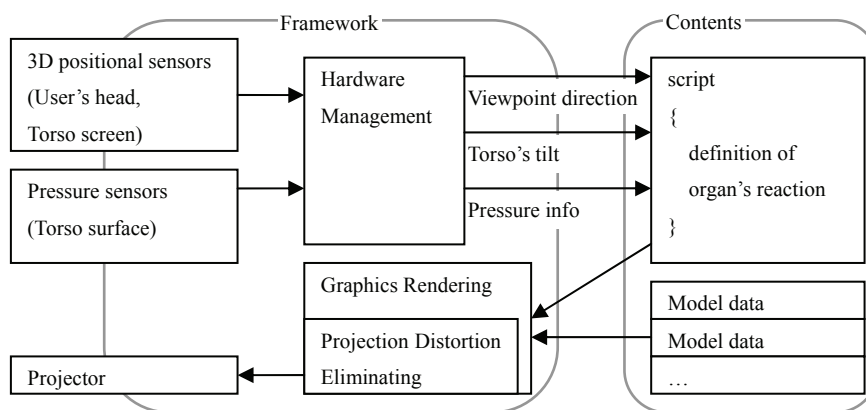 Framework
Contents
3D positional sensors
(User's head,
Torso screen)
Pressure sensors
(Torso surface)
Projector
Hardware
Management
Viewpoint direction
Torso's tilt
Pressure info
Graphics Rendering
Projection Distortion
Eliminating
script
{
definition of
organ's reaction
}
Model data
Model data
…